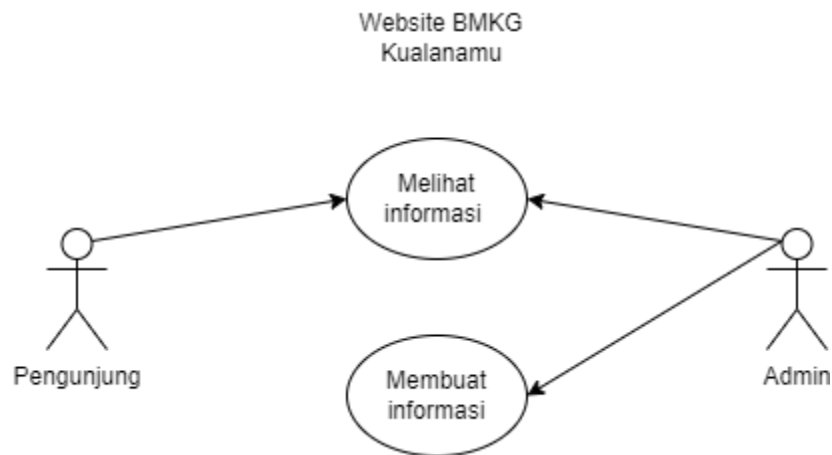 Website BMKG
Kualanamu
Melihat
informasi
Pengunjung
Admin
Membuat
informasi